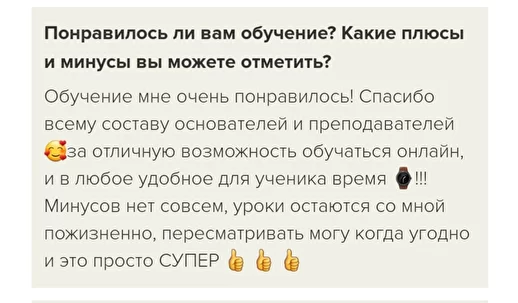 Понравилось ли вам обучение? Какие плюсы
и минусы вы можете отметить?
Обучение мне очень понравилось! Спасибо
всему составу основателей и преподавателей
🥰за отличную возможность обучаться онлайн,
и в любое удобное для ученика время ⌚!!!
Минусов нет совсем, уроки остаются со мной
пожизненно, пересматривать могу когда угодно
и это просто СУПЕР 👍 👍 👍